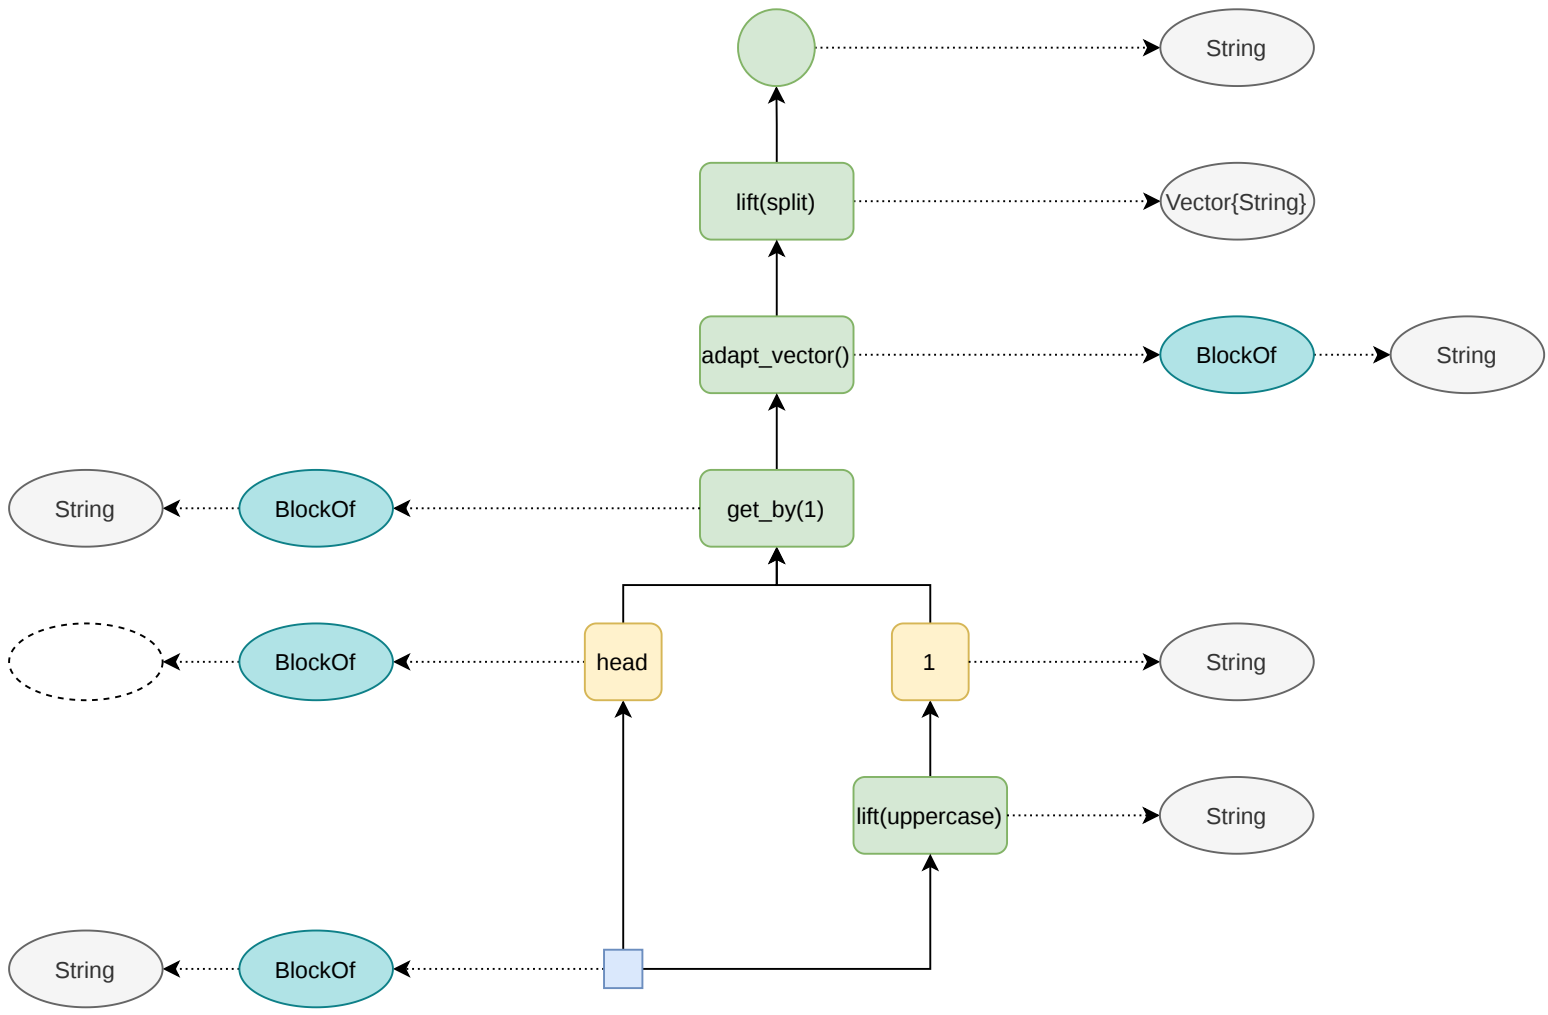 String
lift(split)
Vector{String}
adapt_vector()
BlockOf
String
String
BlockOf
get_by(1)
BlockOf
head
1
String
lift(uppercase)
String
String
BlockOf